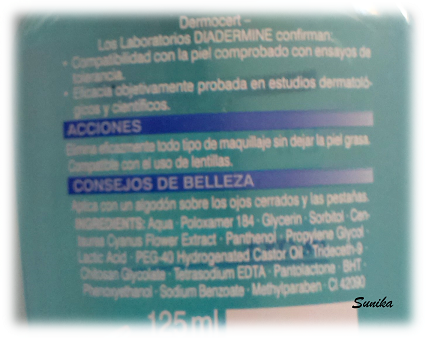 Dermocert –
Los Laboratorios DIADERMINE confirman:
• Compatibilidad con la piel comprobado con ensayos de
tolerancia.
• Eficacia objetivamente probada en estudios dermatoló-
gicos y científicos.
ACCIONES
Elimina eficazmente todo tipo de maquillaje sin dejar la piel grasa.
Compatible con el uso de lentillas.
CONSEJOS DE BELLEZA
Aplica con un algodón sobre los ojos cerrados y las pestañas.
INGREDIENTS: Aqua · Poloxamer 184 · Glycerin · Sorbitol · Cen-
taurea Cyanus Flower Extract · Panthenol · Propylene Glycol ·
Lactic Acid · PEG-40 Hydrogenated Castor Oil · Trideceth-9 ·
Chitosan Glycolate · Tetrasodium EDTA · Pantolactone · BHT ·
Phenoxyethanol · Sodium Benzoate · Methylparaben · CI 42090
125 ml
Sunika